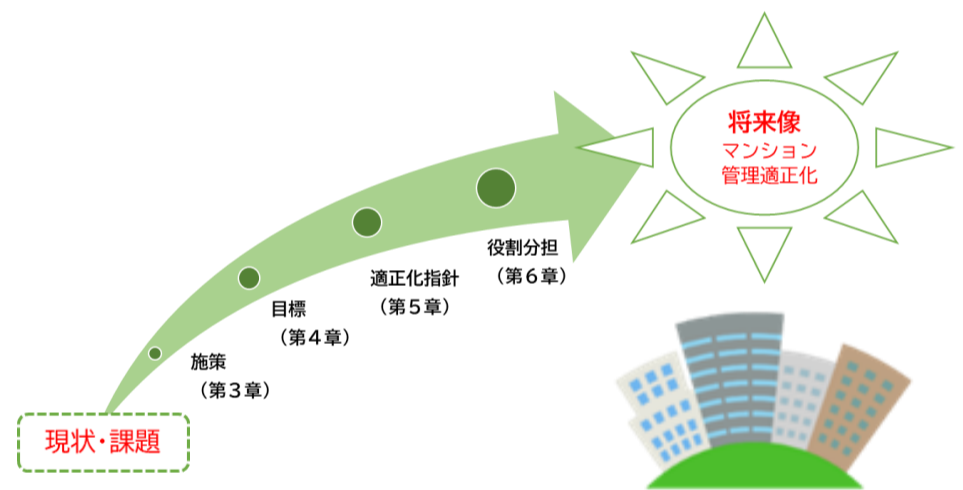 将来像
マンション
管理適正化
役割分担
（第６章）
適正化指針
（第５章）
目標
（第４章）
施策
（第３章）
現状・課題